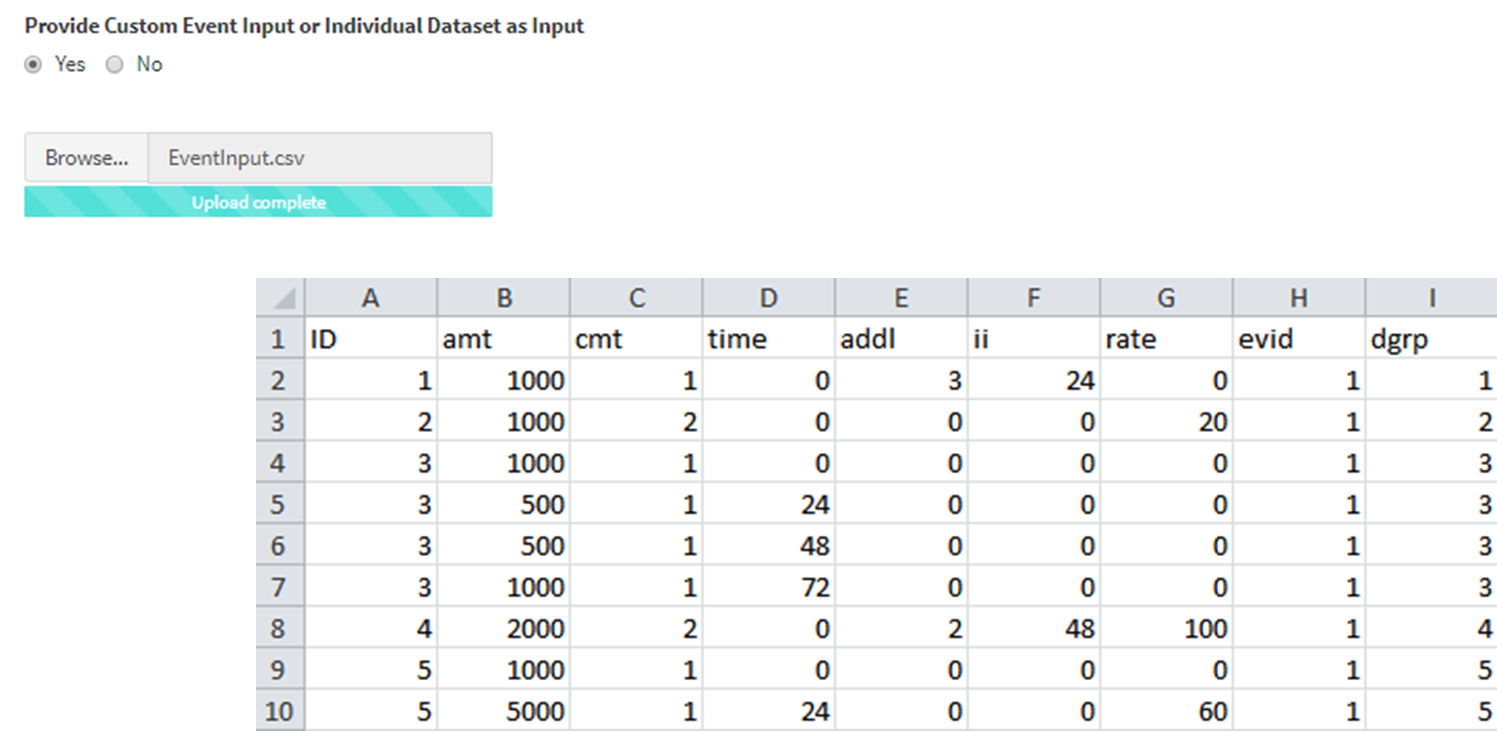 Provide Custom Event Input or Individual Dataset as Input
Yes No
Browse... EventInput.csv
Upload complete
A B C D E F G H I
1 ID amt cmt time addl ii rate evid dgrp
2 1 1000 1 0 3 24 0 1 1
3 2 1000 2 0 0 0 20 1 2
4 3 1000 1 0 0 0 0 1 3
5 3 500 1 24 0 0 0 1 3
6 3 500 1 48 0 0 0 1 3
7 3 1000 1 72 0 0 0 1 3
8 4 2000 2 0 2 48 100 1 4
9 5 1000 1 0 0 0 0 1 5
10 5 5000 1 24 0 0 60 1 5